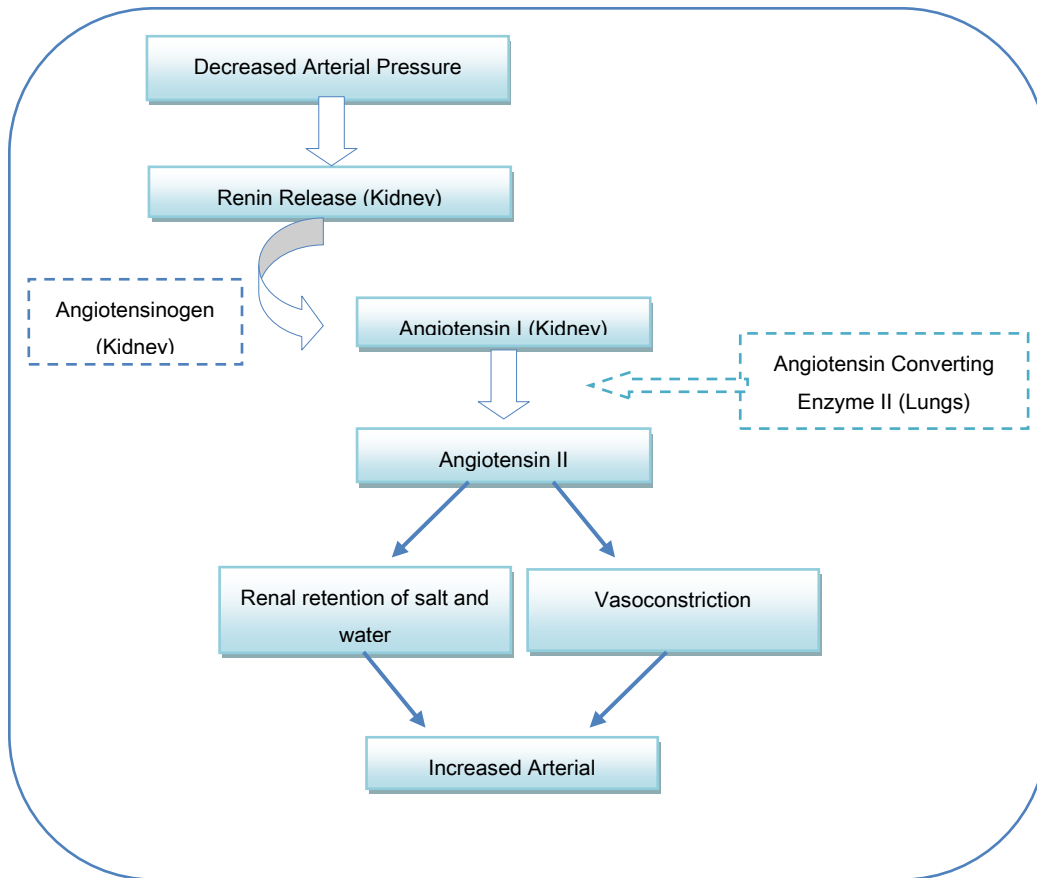 Decreased Arterial Pressure
Renin Release (Kidney)
Angiotensinogen
(Kidney)
Angiotensin I (Kidney)
Angiotensin Converting
Enzyme II (Lungs)
Angiotensin II
Renal retention of salt and
water
Vasoconstriction
Increased Arterial